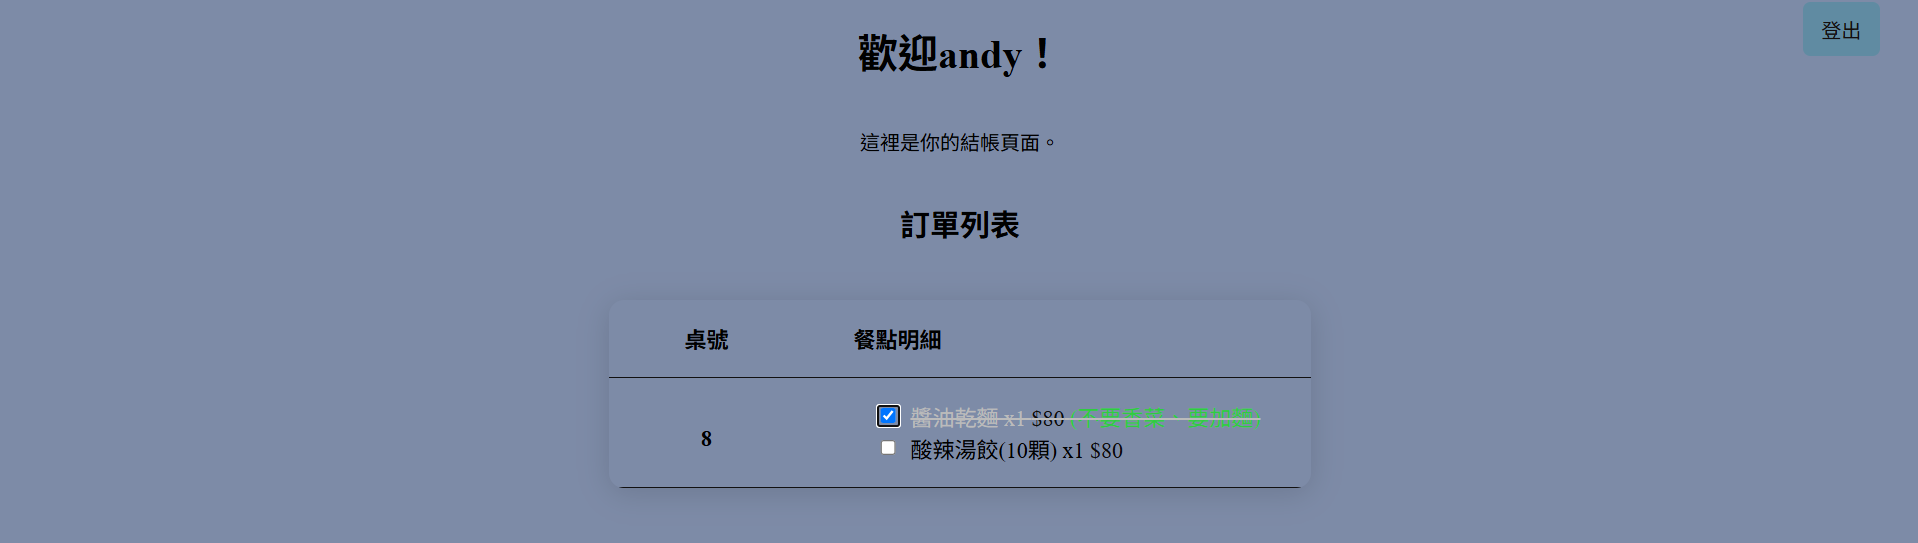 登出
歡迎andy！
這裡是你的結帳頁面。
訂單列表
桌號 餐點明細
8
醬油乾麵 x1 $80 (不要香菜、要加麵)
酸辣湯餃(10顆) x1 $80